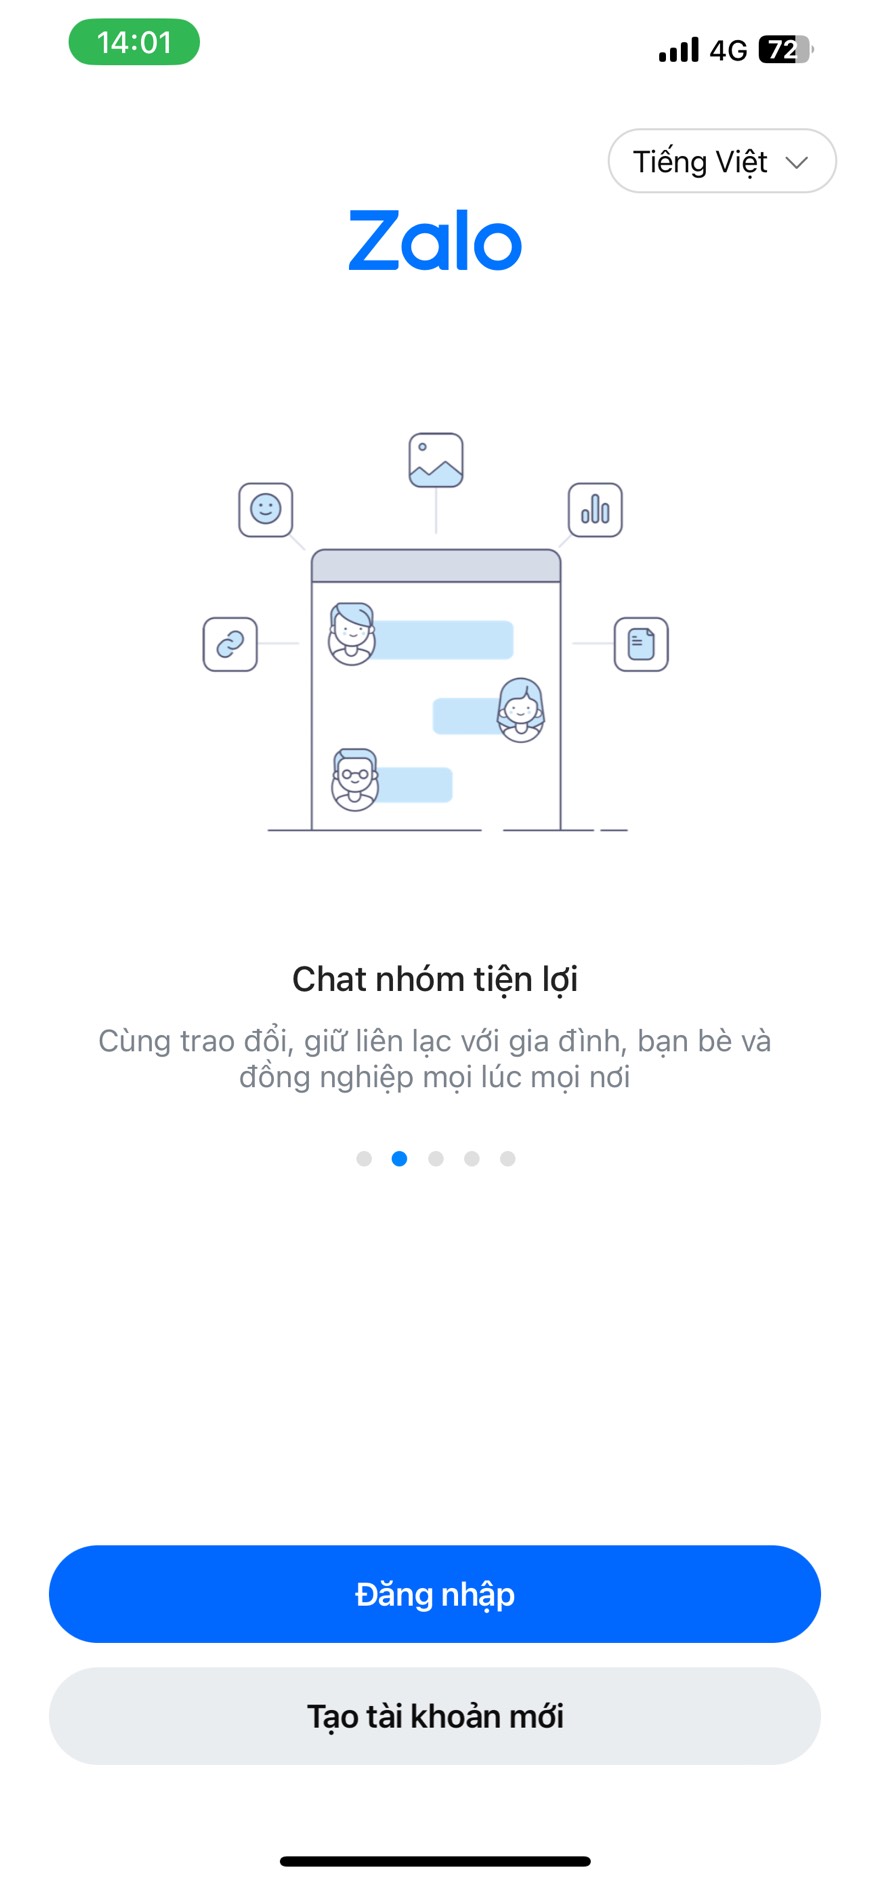 14:01
4G 72
Tiếng Việt
Zalo
Chat nhóm tiện lợi
Cùng trao đổi, giữ liên lạc với gia đình, bạn bè và
đồng nghiệp mọi lúc mọi nơi
Đăng nhập
Tạo tài khoản mới